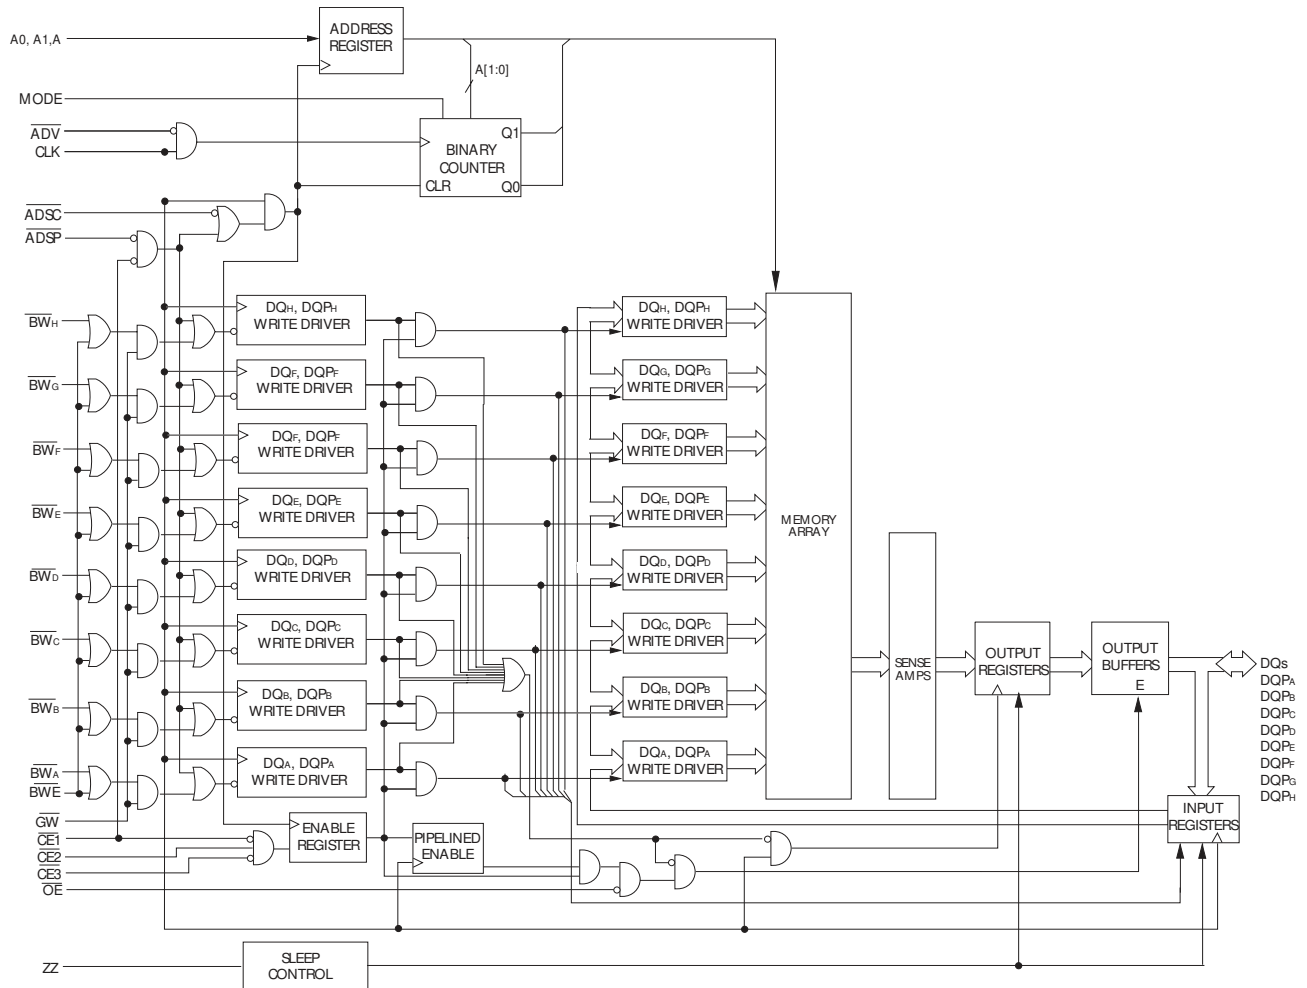 A0, A1,A
ADDRESS
REGISTER
A[1:0]
MODE
ADV
CLK
BINARY
COUNTER
CLR
Q1
Q0
ADSC
ADSP
BWH
DQH, DQPH
WRITE DRIVER
DQH, DQPH
WRITE DRIVER
BWG
DQF, DQPF
WRITE DRIVER
DQG, DQPG
WRITE DRIVER
BWF
DQF, DQPF
WRITE DRIVER
DQF, DQPF
WRITE DRIVER
BWE
DQE, DQPE
WRITE DRIVER
DQE, DQPE
WRITE DRIVER
MEMORY
ARRAY
BWD
DQD, DQPD
WRITE DRIVER
DQD, DQPD
WRITE DRIVER
BWC
DQC, DQPC
WRITE DRIVER
DQC, DQPC
WRITE DRIVER
SENSE
AMPS
OUTPUT
REGISTERS
OUTPUT
BUFFERS
E
DQs
DQPA
DQPB
DQPC
DQPD
DQPE
DQPF
DQPG
DQPH
BWB
DQB, DQPB
WRITE DRIVER
DQB, DQPB
WRITE DRIVER
BWA
BWE
DQA, DQPA
WRITE DRIVER
DQA, DQPA
WRITE DRIVER
INPUT
REGISTERS
GW
CE1
CE2
CE3
OE
ENABLE
REGISTER
PIPELINED
ENABLE
ZZ
SLEEP
CONTROL